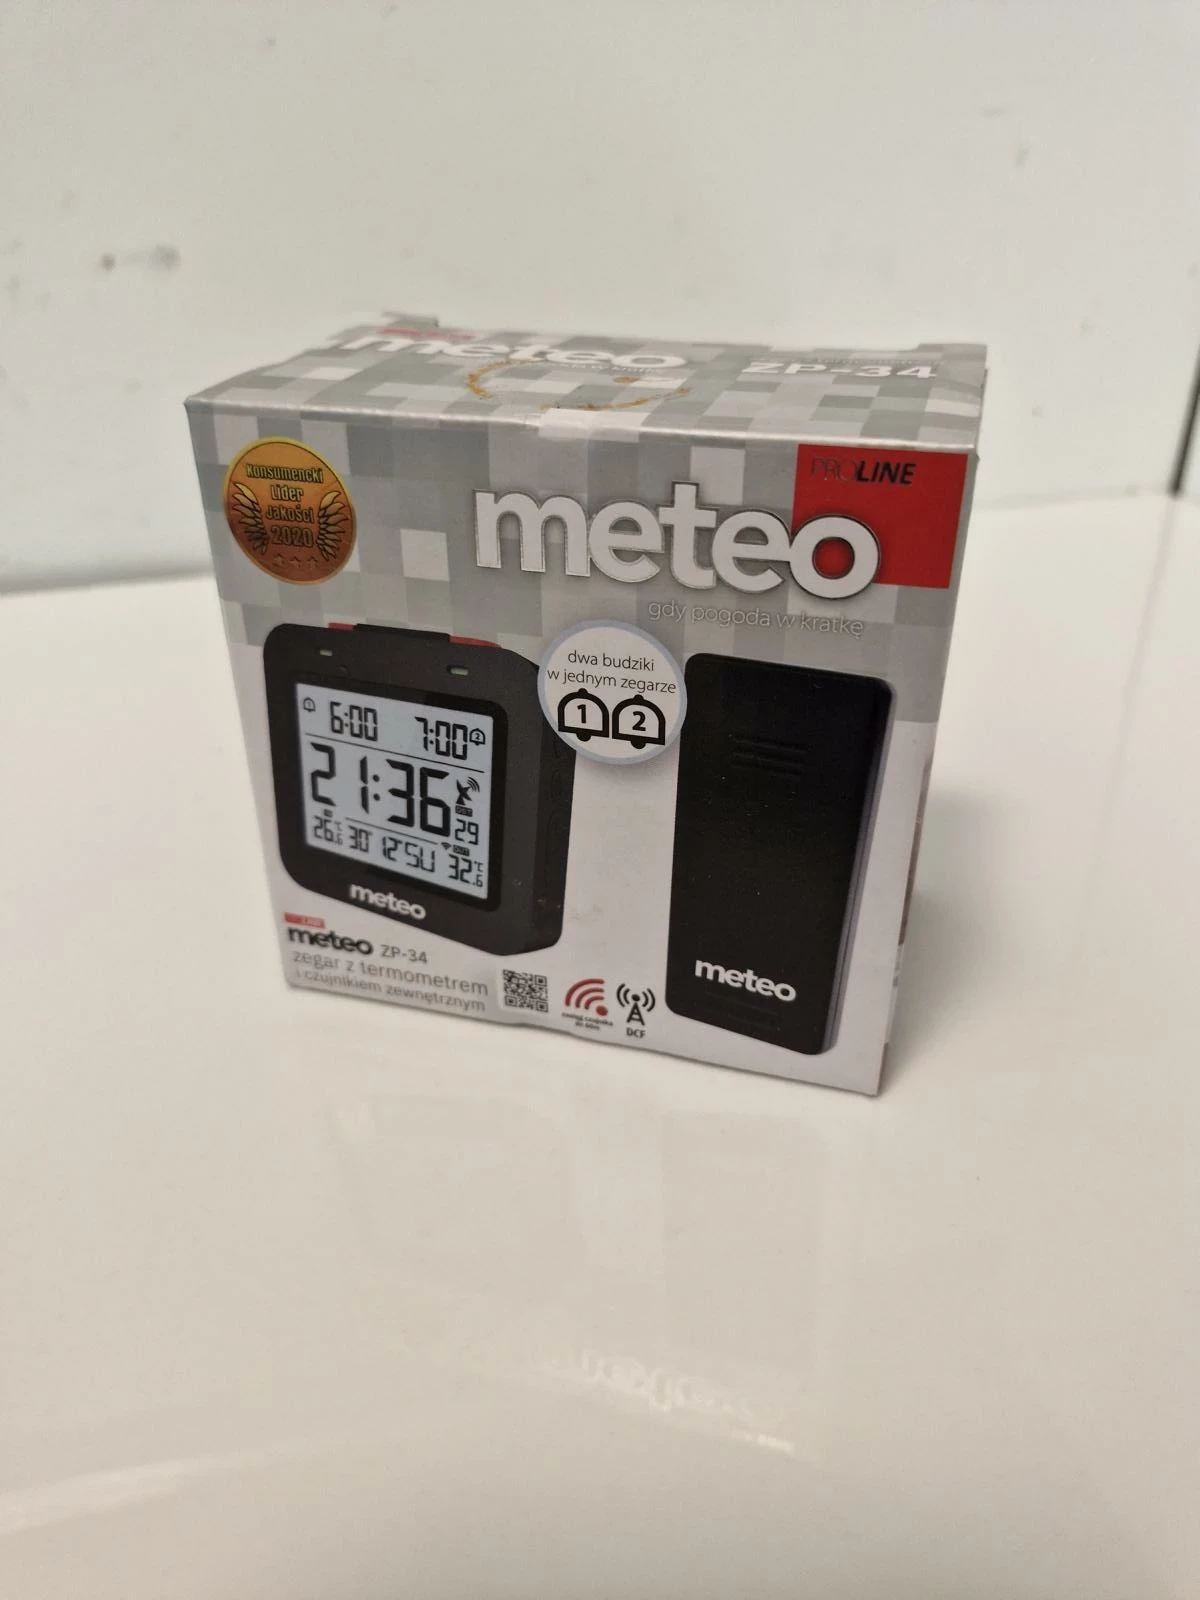 meteo
ZP-34
Konsumencki
Lider
Jakości
2020
PROLINE
meteo
gdy pogoda w kratkę
dwa budziki
w jednym zegarze
1 2
6:00 7:00 2
21:36
29
26.6 °C 30 12 SU 32.6 °C
OUT
meteo
meteo ZP-34
zegar z termometrem
i czujnikiem zewnętrznym
DCF
meteo